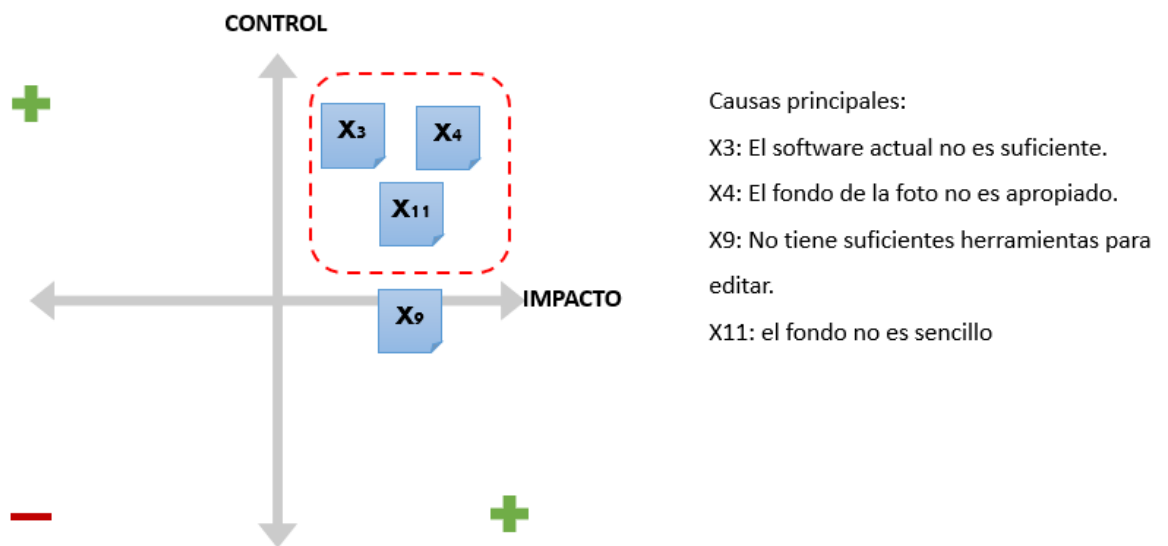 CONTROL
X3
X4
X11
X9
IMPACTO
Causas principales:
X3: El software actual no es suficiente.
X4: El fondo de la foto no es apropiado.
X9: No tiene suficientes herramientas para
editar.
X11: el fondo no es sencillo